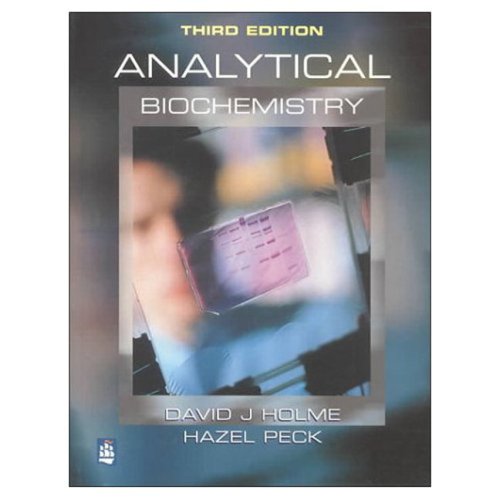 THIRD EDITION
ANALYTICAL
BIOCHEMISTRY
DAVID J HOLME
HAZEL PECK